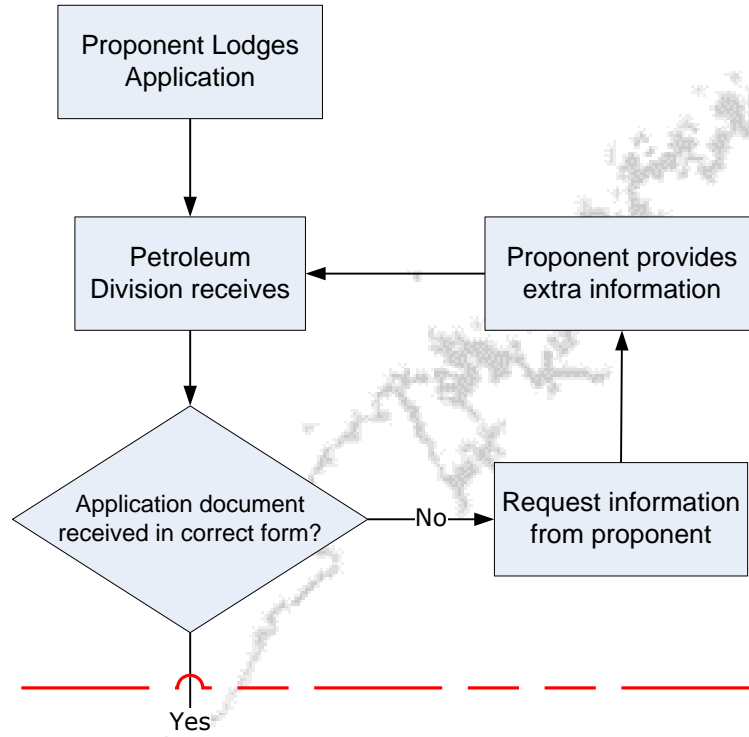 Proponent Lodges
Application
Petroleum
Division receives
Proponent provides
extra information
Application document
received in correct form?
No
Request information
from proponent
Yes